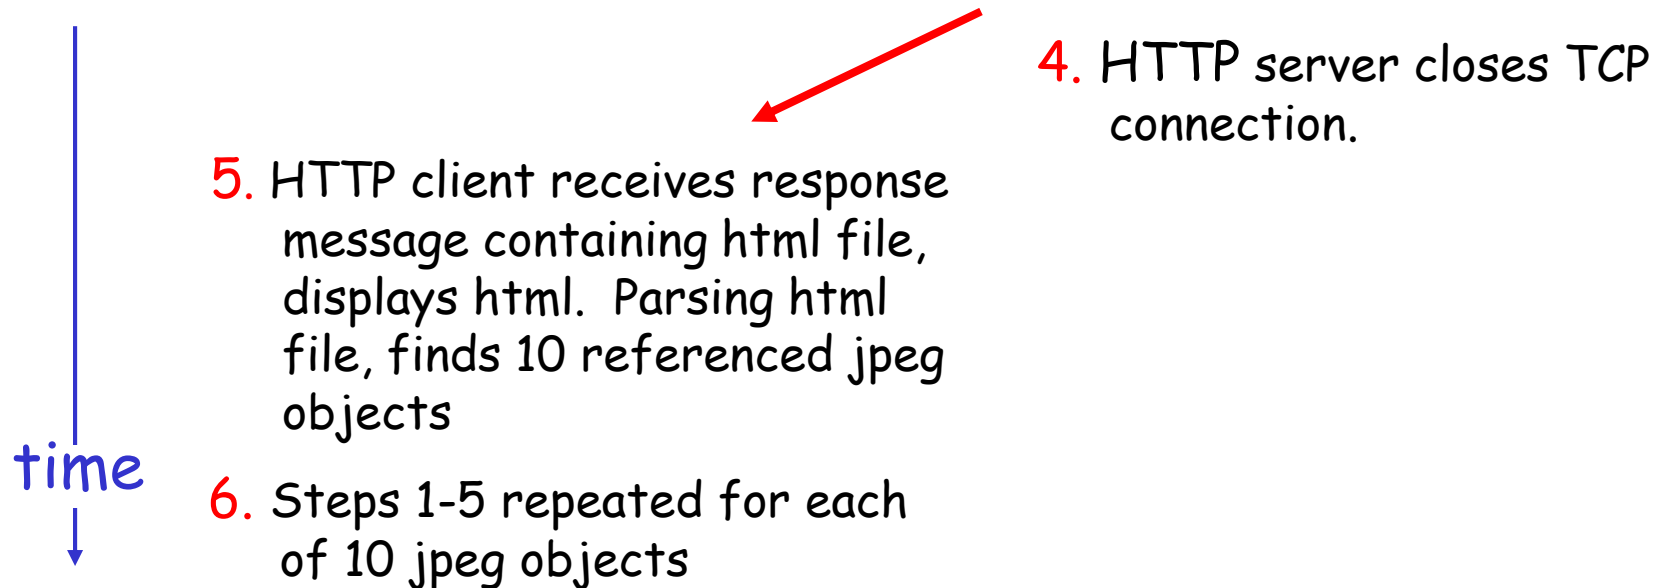 4. HTTP server closes TCP
connection.
5. HTTP client receives response
message containing html file,
displays html. Parsing html
file, finds 10 referenced jpeg
objects
time
6. Steps 1-5 repeated for each
of 10 jpeg objects